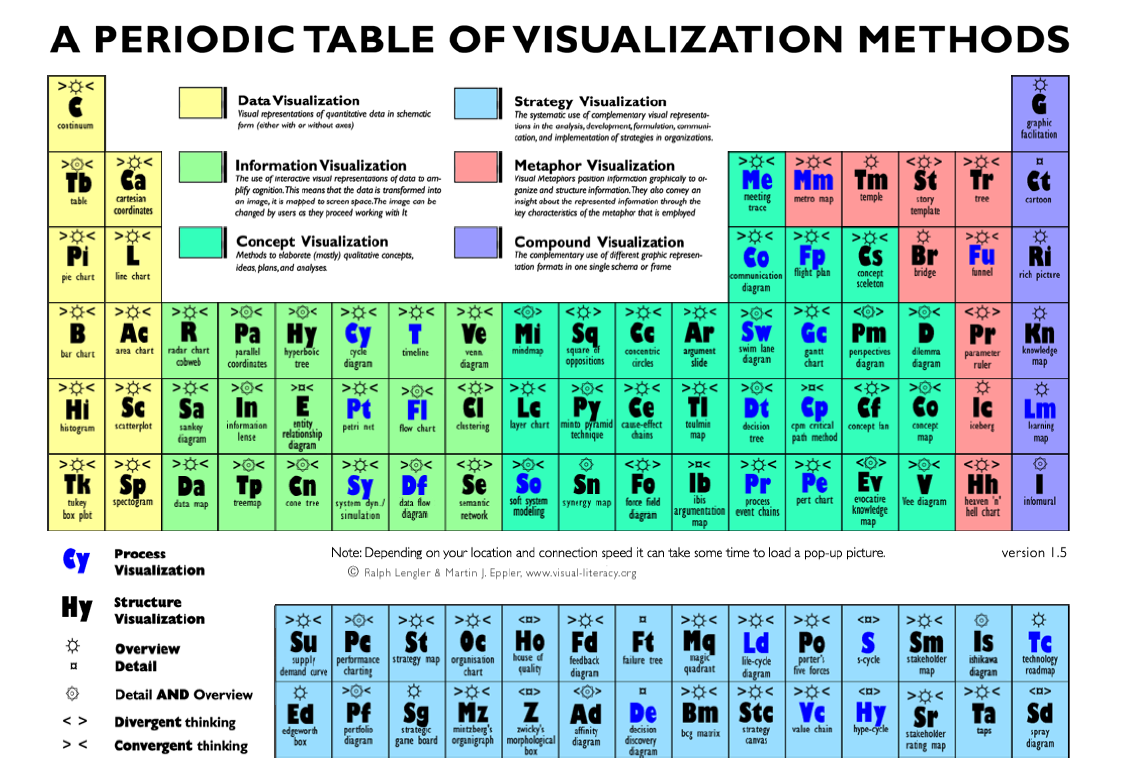 A PERIODIC TABLE OF VISUALIZATION METHODS
>☼<
C
continuum
Data Visualization
Visual representations of quantitative data in schematic
form (either with or without axes)
Strategy Visualization
The systematic use of complementary visual representa-
tions in the analysis, development, formulation, communi-
cation, and implementation of strategies in organizations.
☼
G
graphic
facilitation
Information Visualization
The use of interactive visual representations of data to am-
plify cognition. This means that the data is transformed into
an image, it is mapped to screen space. The image can be
changed by users as they proceed working with it
Metaphor Visualization
Visual Metaphors position information graphically to or-
ganize and structure information. They also convey an
insight about the represented information through the
key characteristics of the metaphor that is employed
Concept Visualization
Methods to elaborate (mostly) qualitative concepts,
ideas, plans, and analyses.
Compound Visualization
The complementary use of different graphic represen-
tation formats in one single schema or frame
Tb Ca Me Mm Tm St Tr Ct
table cartesian coordinates meeting trace metro map temple story template tree cartoon
Pi L Co Fp Cs Br Fu Ri
pie chart line chart communication diagram flight plan concept sceleton bridge funnel rich picture
B Ac R Pa Hy Cy T Ve Mi Sq Cc Ar Sw Gc Pm D Pr Kn
bar chart area chart radar chart cobweb parallel coordinates hyperbolic tree cycle diagram timeline venn diagram mindmap square of oppositions concentric circles argument slide swim lane diagram gantt chart perspectives diagram dilemma diagram parameter ruler knowledge map
Hi Sc Sa In E Pt Fl Cl Lc Py Ce Tl Dt Cp Cf Co Ic Lm
histogram scatterplot sankey diagram information lense entity relationship diagram petri net flow chart clustering layer chart minto pyramid technique cause-effect chains toulmin map decision tree cpm critical path method concept fan concept map iceberg learning map
Tk Sp Da Tp Cn Sy Df Se So Sn Fo Ib Pr Pe Ev V Hh I
tukey box plot spectogram data map treemap cone tree system dyn./ simulation data flow diagram semantic network soft system modeling synergy map force field diagram ibis argumentation map process event chains pert chart evocative knowledge map Vee diagram heaven 'n' hell chart infomural
Cy Process
Visualization
Note: Depending on your location and connection speed it can take some time to load a pop-up picture.
version 1.5
© Ralph Lengler & Martin J. Eppler, www.visual-literacy.org
Hy Structure
Visualization
☼ Overview
¤ Detail
Detail AND Overview
< > Divergent thinking
> < Convergent thinking
Su Pc St Oc Ho Fd Ft Mq Ld Po S Sm Is Tc
supply demand curve performance charting strategy map organisation chart house of quality feedback diagram failure tree magic quadrant life-cycle diagram porter's five forces s-cycle stakeholder map ishikawa diagram technology roadmap
Ed Pf Sg Mz Z Ad De Bm Stc Vc Hy Sr Ta Sd
edgeworth box portfolio diagram strategic game board mintzberg's organigraph zwicky's morphological box affinity diagram decision discovery diagram bcg matrix strategy canvas value chain hype-cycle stakeholder rating map taps spray diagram